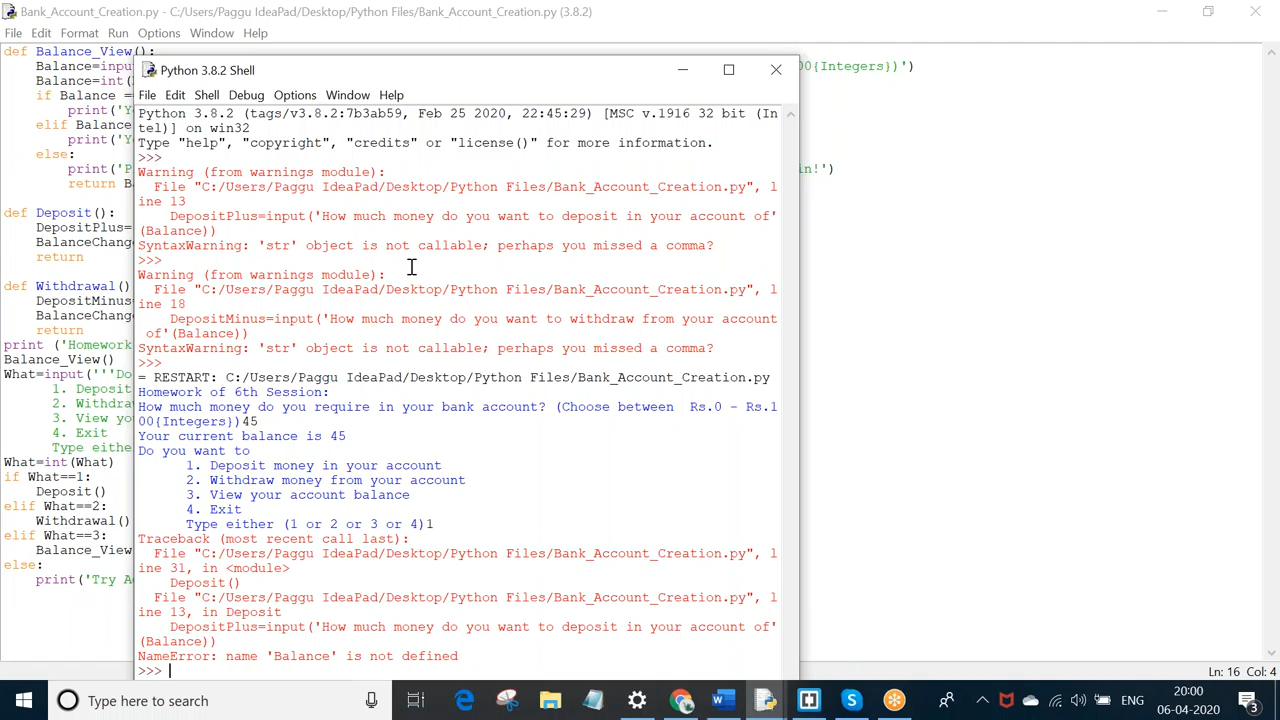 Bank_Account_Creation.py - C:/Users/Paggu IdeaPad/Desktop/Python Files/Bank_Account_Creation.py (3.8.2)
File Edit Format Run Options Window Help
def Balance_View():
Balance=inpu
00{Integers})')
Balance=int(
if Balance ==
print('Y
elif Balance
print('Y
else:
print('P
in!')
return B
def Deposit():
DepositPlus=
BalanceChang
return
def Withdrawal()
DepositMinus
BalanceChang
return
print ('Homework
Balance_View()
What=input('''Do
1. Deposit
2. Withdra
3. View yo
4. Exit
Type eithe
What=int(What)
if What==1:
Deposit()
elif What==2:
Withdrawal()
elif What==3:
Balance_View
else:
print('Try A
Python 3.8.2 Shell
File Edit Shell Debug Options Window Help
Python 3.8.2 (tags/v3.8.2:7b3ab59, Feb 25 2020, 22:45:29) [MSC v.1916 32 bit (In
tel)] on win32
Type "help", "copyright", "credits" or "license()" for more information.
>>>
Warning (from warnings module):
File "C:/Users/Paggu IdeaPad/Desktop/Python Files/Bank_Account_Creation.py", l
ine 13
DepositPlus=input('How much money do you want to deposit in your account of'
(Balance))
SyntaxWarning: 'str' object is not callable; perhaps you missed a comma?
>>>
Warning (from warnings module):
File "C:/Users/Paggu IdeaPad/Desktop/Python Files/Bank_Account_Creation.py", l
ine 18
DepositMinus=input('How much money do you want to withdraw from your account
of'(Balance))
SyntaxWarning: 'str' object is not callable; perhaps you missed a comma?
>>>
= RESTART: C:/Users/Paggu IdeaPad/Desktop/Python Files/Bank_Account_Creation.py
Homework of 6th Session:
How much money do you require in your bank account? (Choose between  Rs.0 - Rs.1
00{Integers})45
Your current balance is 45
Do you want to
1. Deposit money in your account
2. Withdraw money from your account
3. View your account balance
4. Exit
Type either (1 or 2 or 3 or 4)1
Traceback (most recent call last):
File "C:/Users/Paggu IdeaPad/Desktop/Python Files/Bank_Account_Creation.py", l
ine 31, in <module>
Deposit()
File "C:/Users/Paggu IdeaPad/Desktop/Python Files/Bank_Account_Creation.py", l
ine 13, in Deposit
DepositPlus=input('How much money do you want to deposit in your account of'
(Balance))
NameError: name 'Balance' is not defined
>>>
Ln: 16 Col: 4
Type here to search
ENG
20:00
06-04-2020
3